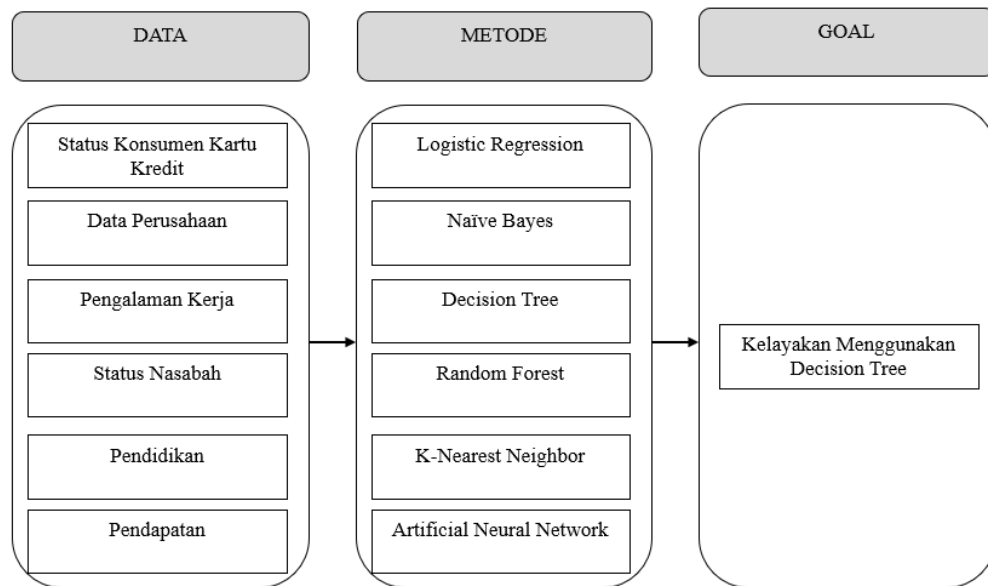 DATA
METODE
GOAL
Status Konsumen Kartu
Kredit
Data Perusahaan
Pengalaman Kerja
Status Nasabah
Pendidikan
Pendapatan
Logistic Regression
Naïve Bayes
Decision Tree
Random Forest
K-Nearest Neighbor
Artificial Neural Network
Kelayakan Menggunakan
Decision Tree